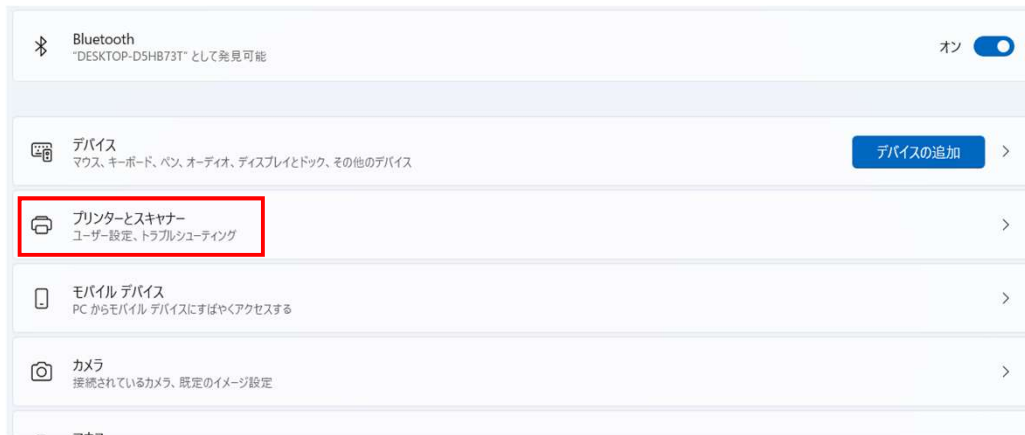 Bluetooth
"DESKTOP-D5HB73T" として発見可能
オン
デバイス
マウス、キーボード、ペン、オーディオ、ディスプレイとドック、その他のデバイス
デバイスの追加
プリンターとスキャナー
ユーザー設定、トラブルシューティング
モバイル デバイス
PC からモバイル デバイスにすばやくアクセスする
カメラ
接続されているカメラ、既定のイメージ設定